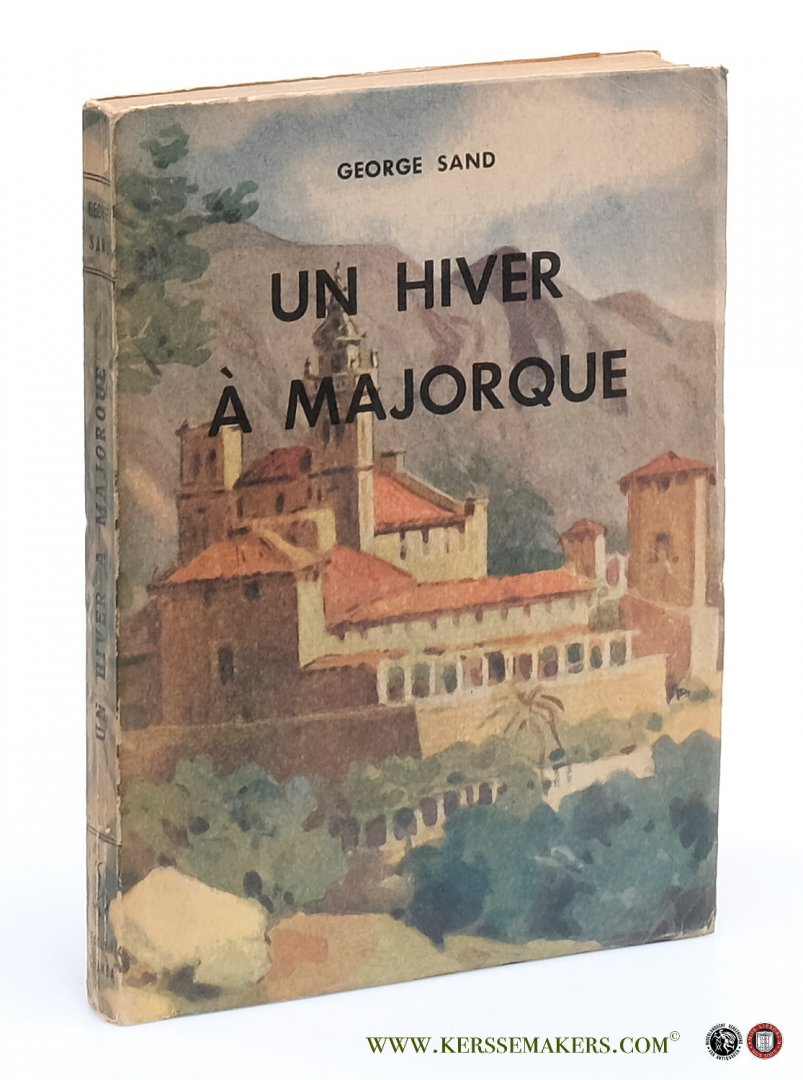 GEORGE SAND
UN HIVER
À MAJORQUE
GEORGE
SAND
UN HIVER A MAJORQUE
WWW.KERSSEMAKERS.COM©